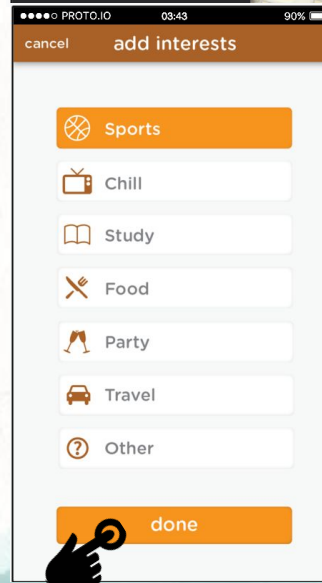 PROTO.IO 03:43 90%
cancel add interests
Sports
Chill
Study
Food
Party
Travel
Other
done